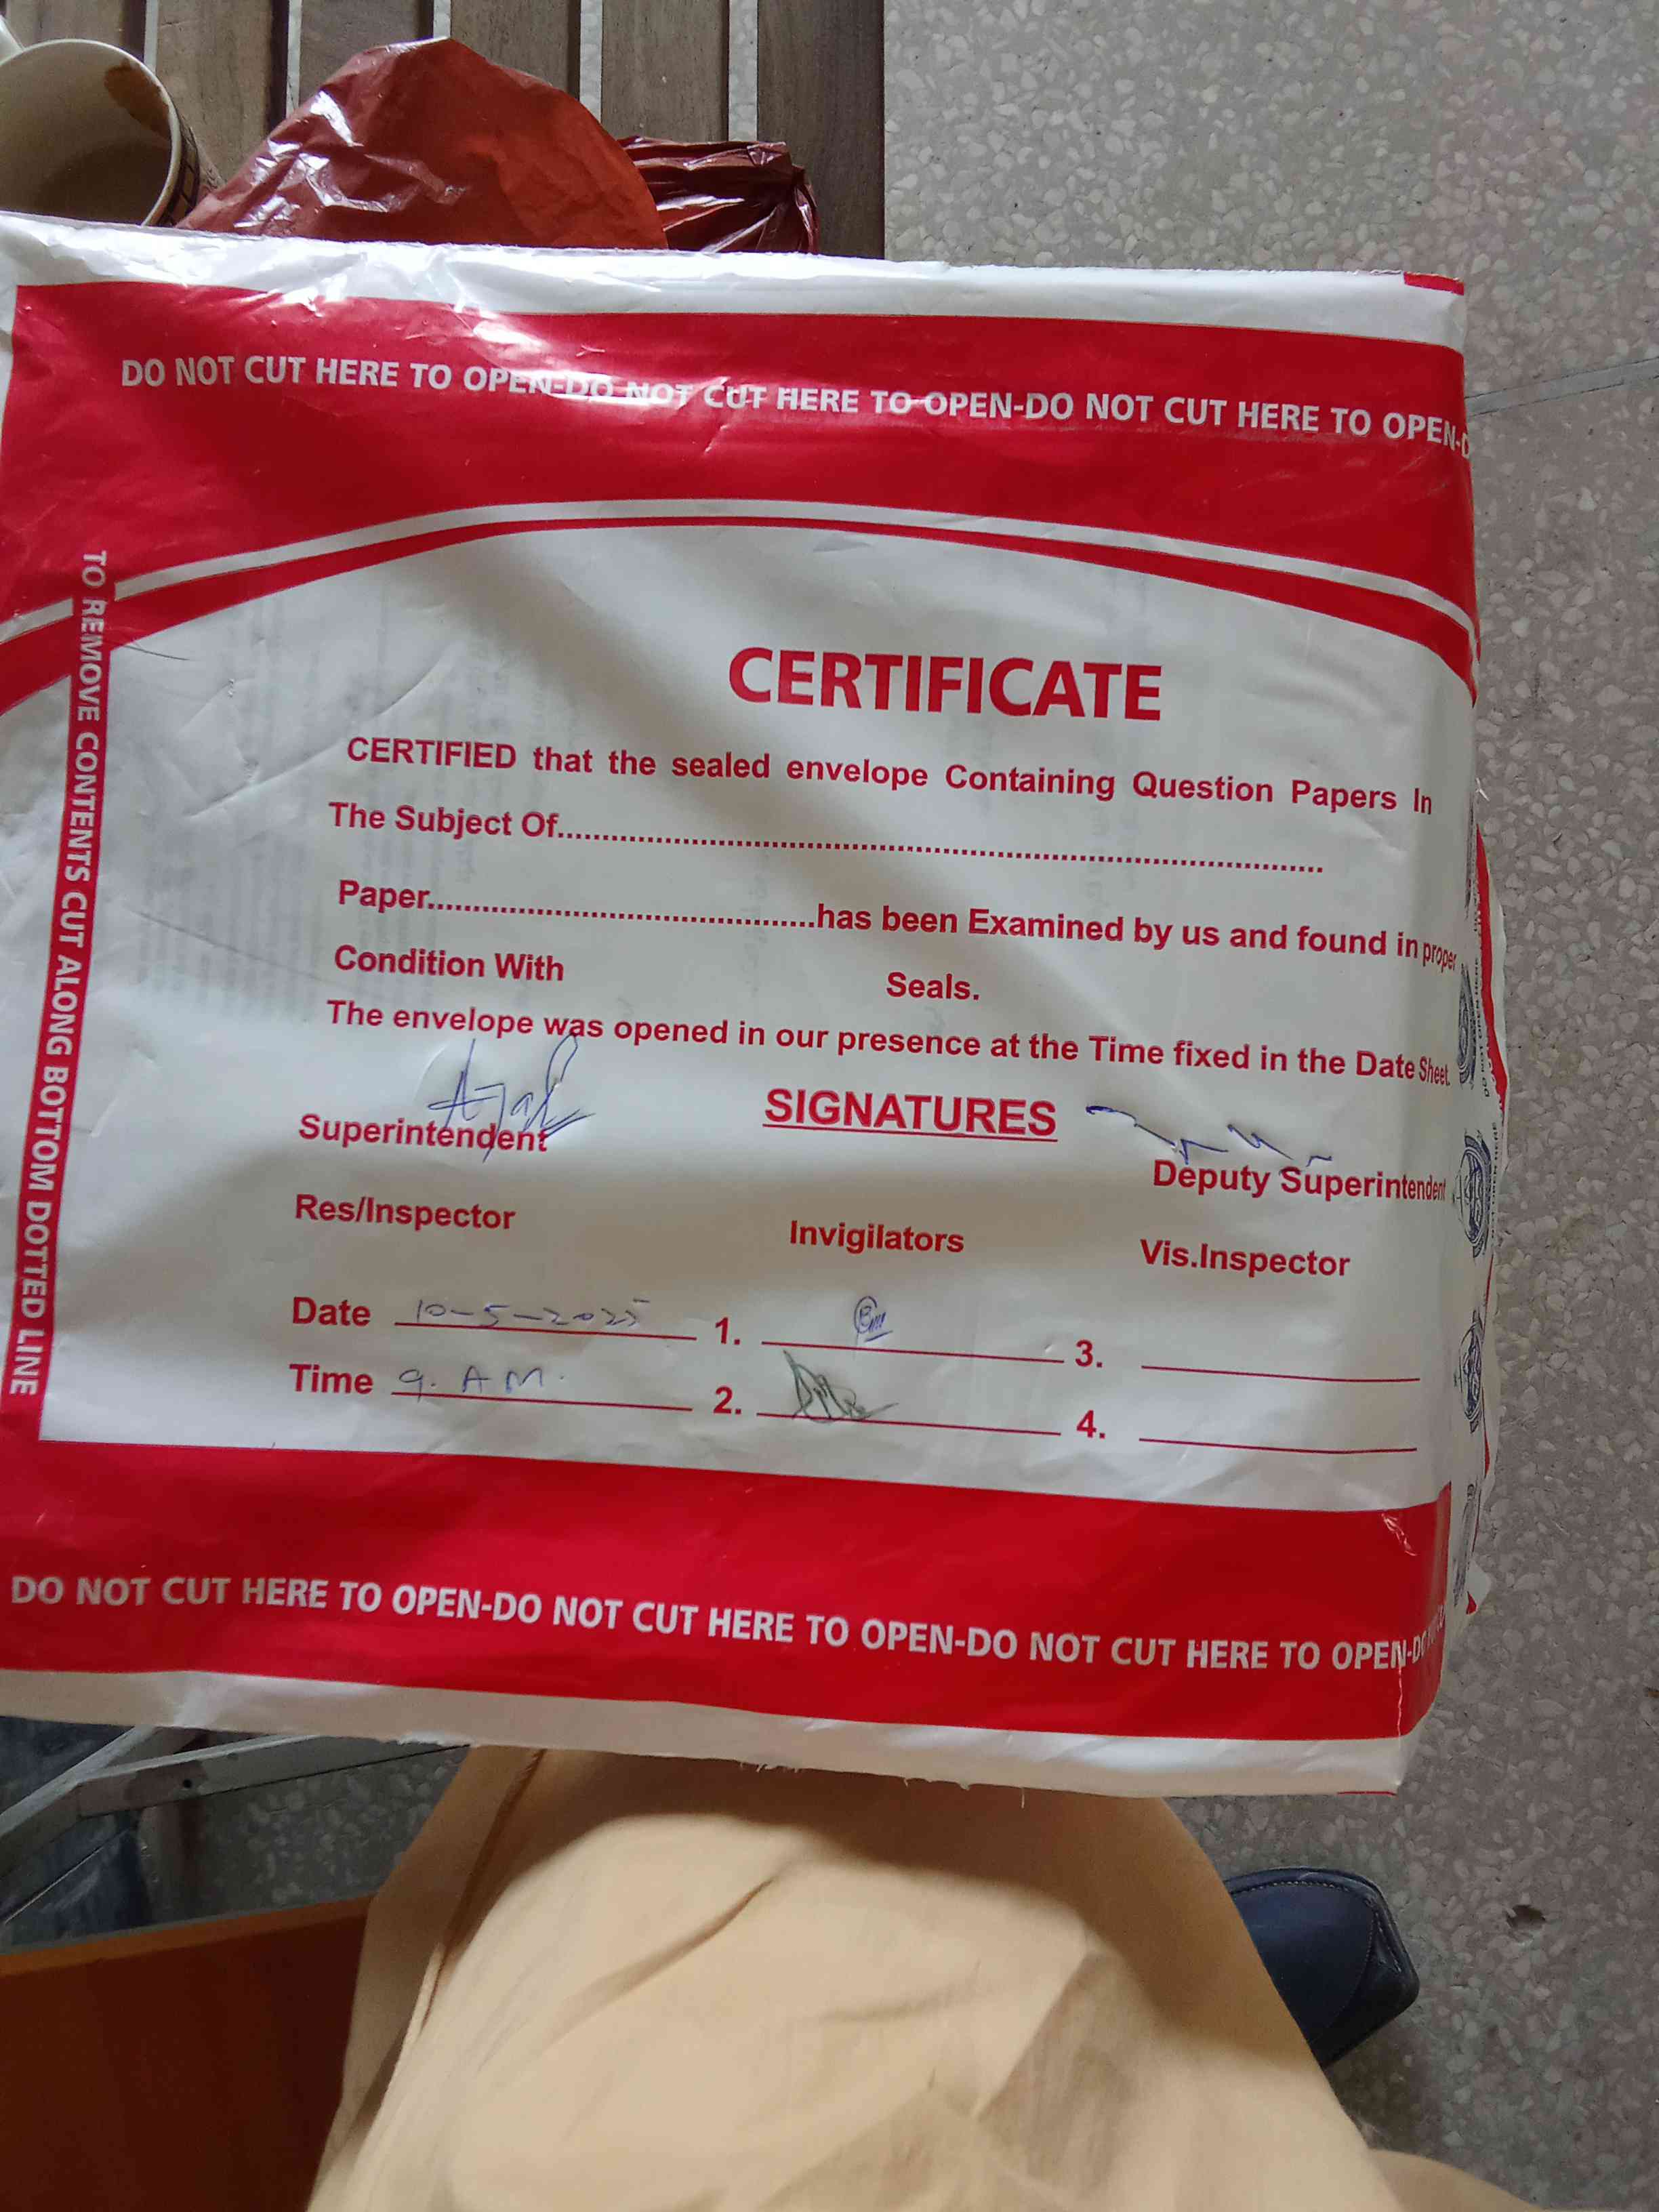 DO NOT CUT HERE TO OPEN-DO NOT CUT HERE TO OPEN-DO NOT CUT HERE TO OPEN-D
TO REMOVE CONTENTS CUT ALONG BOTTOM DOTTED LINE
CERTIFICATE
CERTIFIED that the sealed envelope Containing Question Papers In
The Subject Of................................................................................
Paper..........................................has been Examined by us and found in proper
Condition With Seals.
The envelope was opened in our presence at the Time fixed in the Date Sheet.
SIGNATURES
Superintendent Deputy Superintendent
Res/Inspector Invigilators Vis.Inspector
Date 10-5-2025 1. 3.
Time 9. A M. 2. 4.
DO NOT CUT HERE TO OPEN-DO NOT CUT HERE TO OPEN-DO NOT CUT HERE TO OPEN-DO